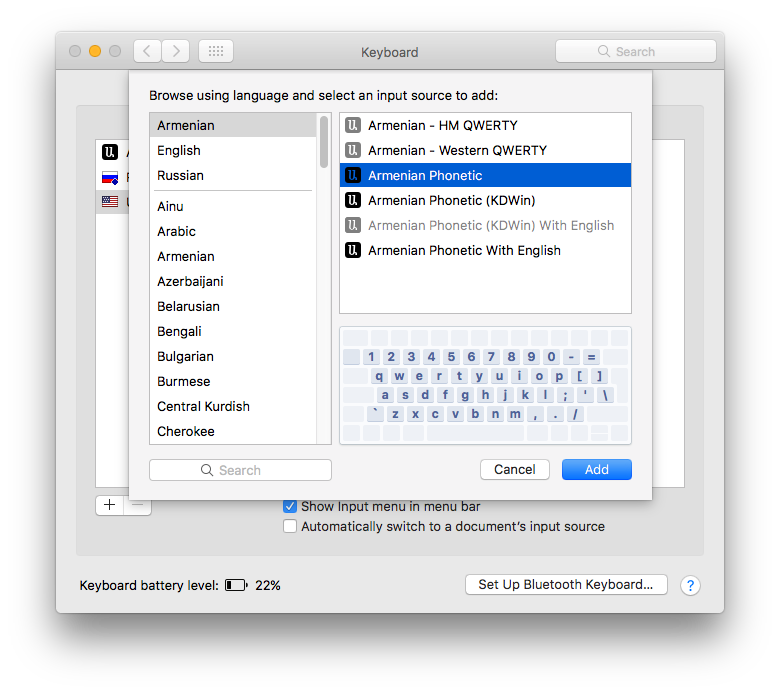 Keyboard
Search
Browse using language and select an input source to add:
Armenian
English
Russian
Ainu
Arabic
Armenian
Azerbaijani
Belarusian
Bengali
Bulgarian
Burmese
Central Kurdish
Cherokee
Armenian - HM QWERTY
Armenian - Western QWERTY
Armenian Phonetic
Armenian Phonetic (KDWin)
Armenian Phonetic (KDWin) With English
Armenian Phonetic With English
1 2 3 4 5 6 7 8 9 0 - =
q w e r t y u i o p [ ]
a s d f g h j k l ; ' \
` z x c v b n m , . /
Search
Cancel
Add
Show Input menu in menu bar
Automatically switch to a document's input source
Keyboard battery level: 22%
Set Up Bluetooth Keyboard...
?